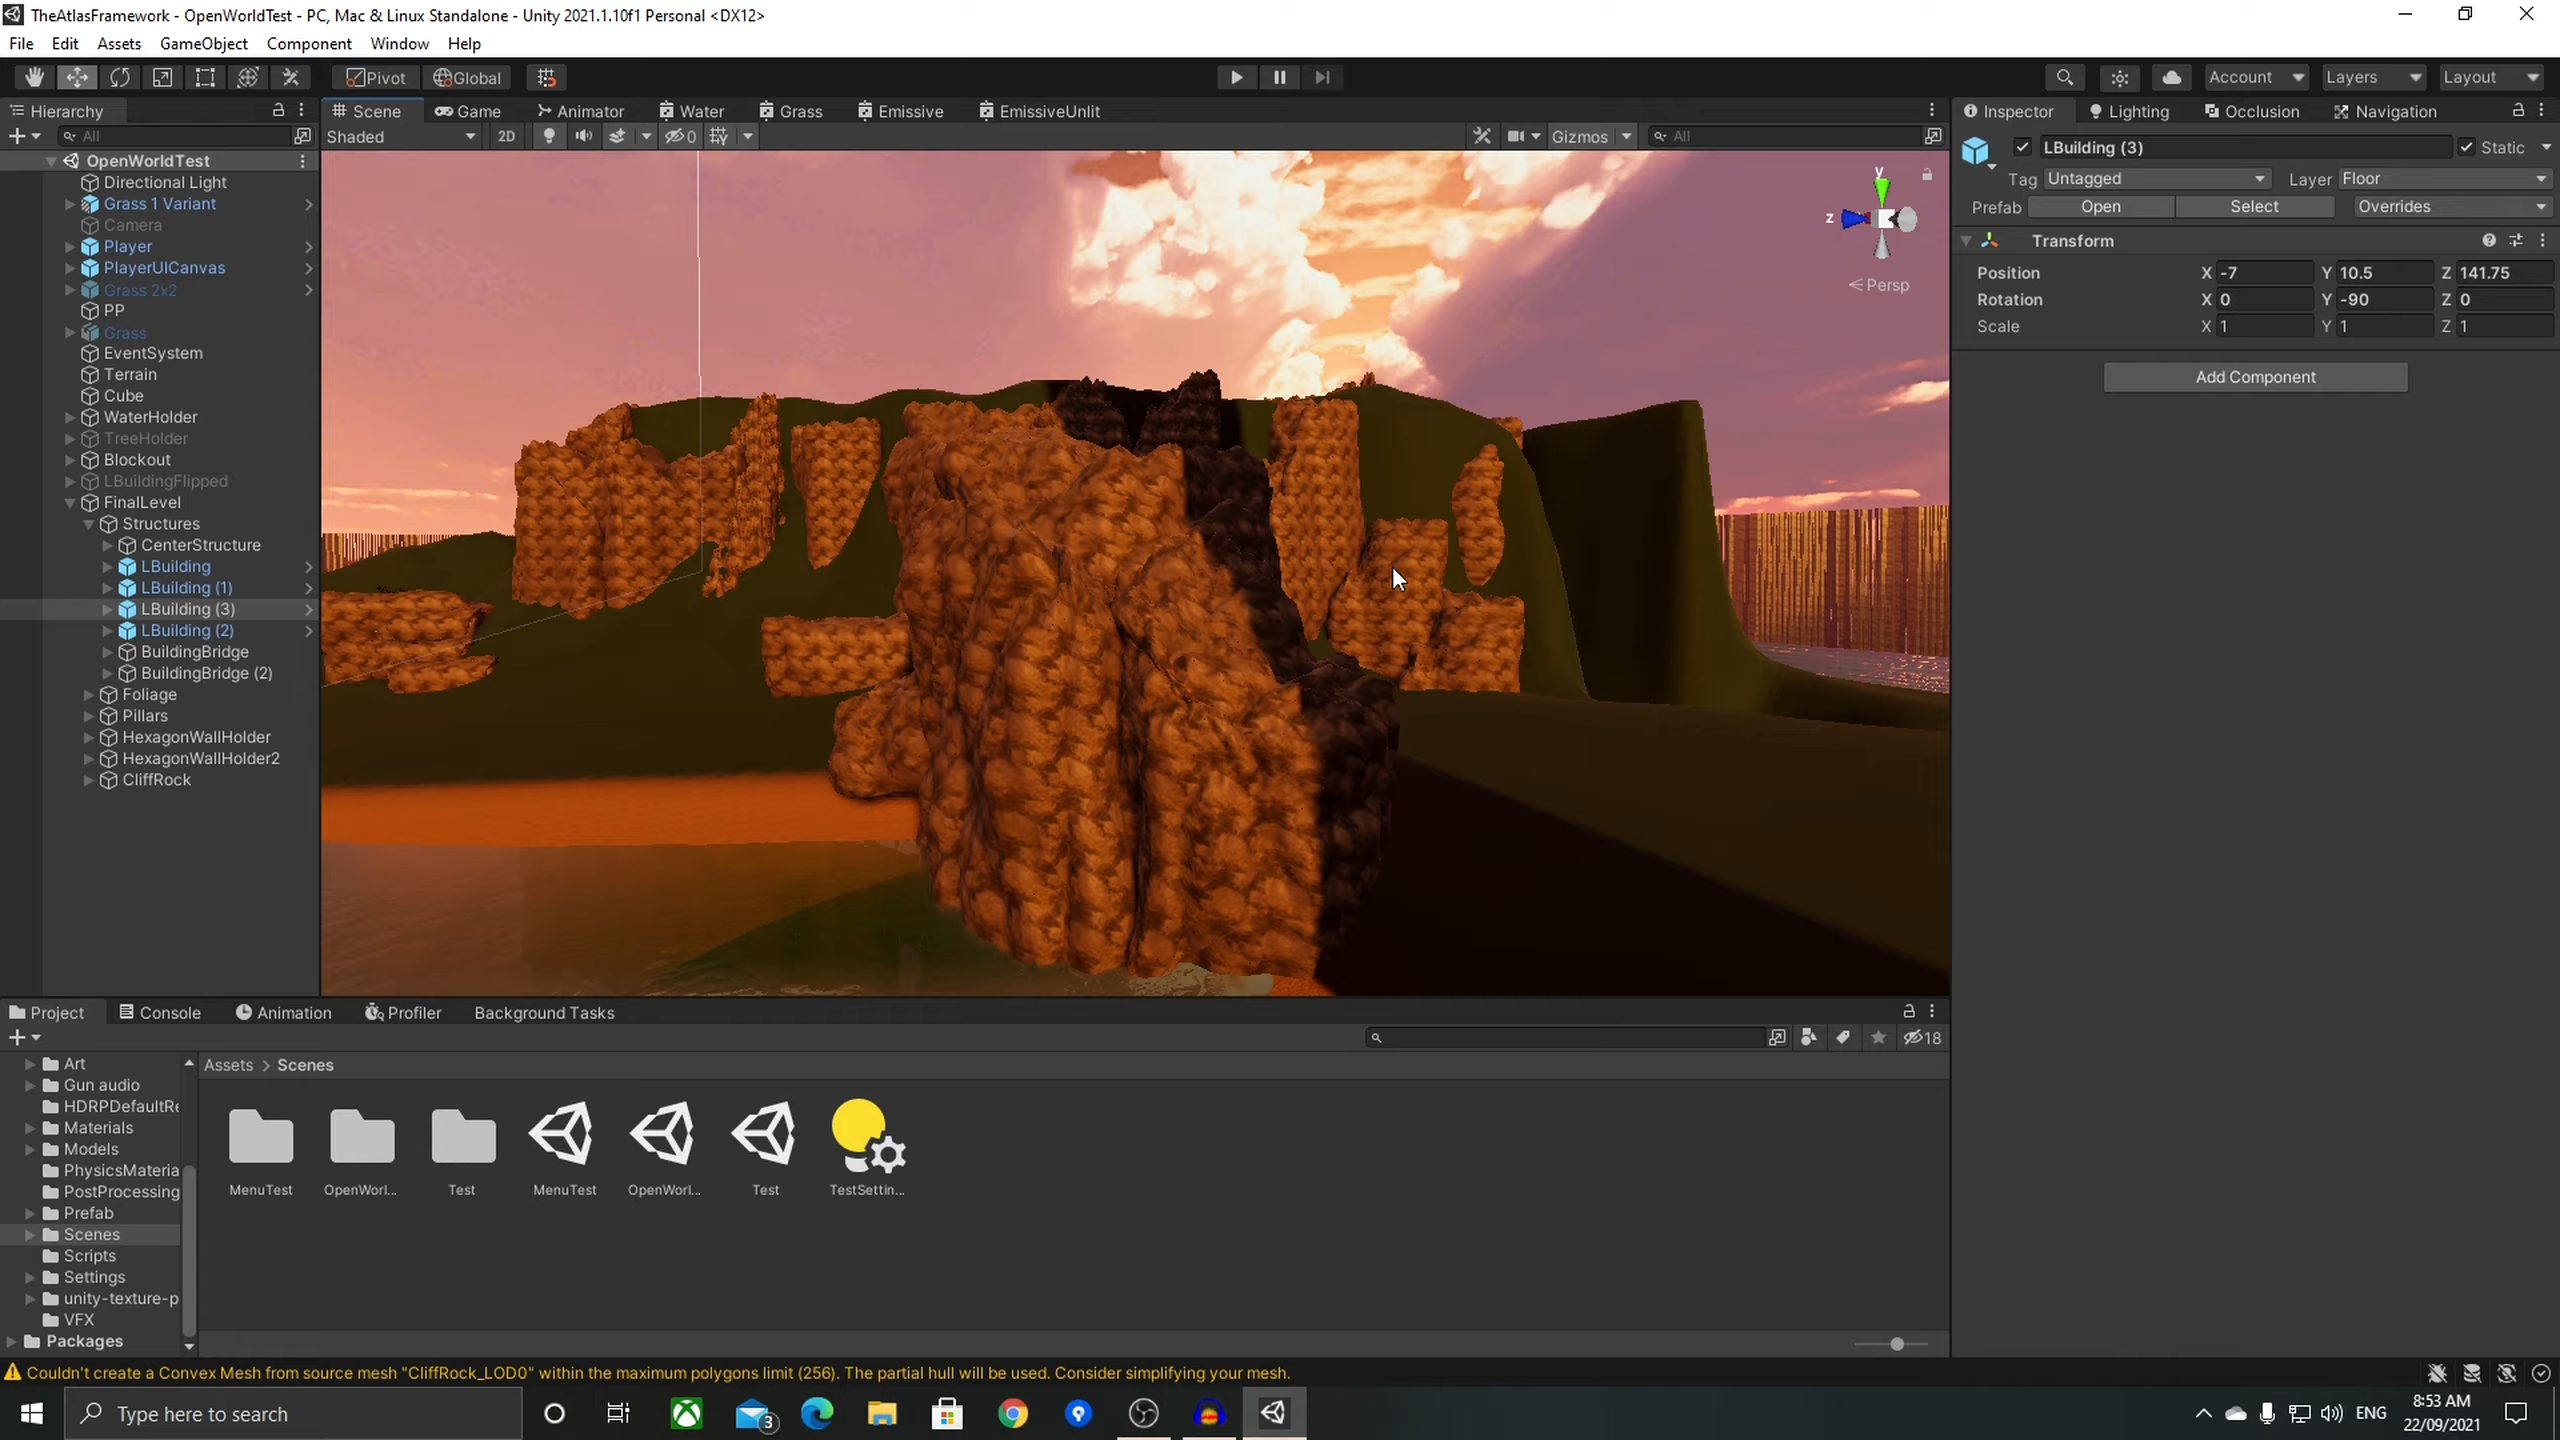 TheAtlasFramework - OpenWorldTest - PC, Mac & Linux Standalone - Unity 2021.1.10f1 Personal <DX12>
File Edit Assets GameObject Component Window Help
Pivot Global Account Layers Layout
Hierarchy
All
OpenWorldTest
Directional Light
Grass 1 Variant
Camera
Player
PlayerUICanvas
Grass 2x2
PP
Grass
EventSystem
Terrain
Cube
WaterHolder
TreeHolder
Blockout
LBuildingFlipped
FinalLevel
Structures
CenterStructure
LBuilding
LBuilding (1)
LBuilding (3)
LBuilding (2)
BuildingBridge
BuildingBridge (2)
Foliage
Pillars
HexagonWallHolder
HexagonWallHolder2
CliffRock
Scene Game Animator Water Grass Emissive EmissiveUnlit
Shaded 2D 0 Gizmos All
y
z
Persp
Inspector Lighting Occlusion Navigation
LBuilding (3) Static
Tag Untagged Layer Floor
Prefab Open Select Overrides
Transform
Position X -7 Y 10.5 Z 141.75
Rotation X 0 Y -90 Z 0
Scale X 1 Y 1 Z 1
Add Component
Project Console Animation Profiler Background Tasks
18
Art
Gun audio
HDRPDefaultRe
Materials
Models
PhysicsMateria
PostProcessing
Prefab
Scenes
Scripts
Settings
unity-texture-p
VFX
Packages
Assets > Scenes
MenuTest OpenWorl... Test MenuTest OpenWorl... Test TestSettin...
Couldn't create a Convex Mesh from source mesh "CliffRock_LOD0" within the maximum polygons limit (256). The partial hull will be used. Consider simplifying your mesh.
Type here to search
3
ENG
8:53 AM
22/09/2021